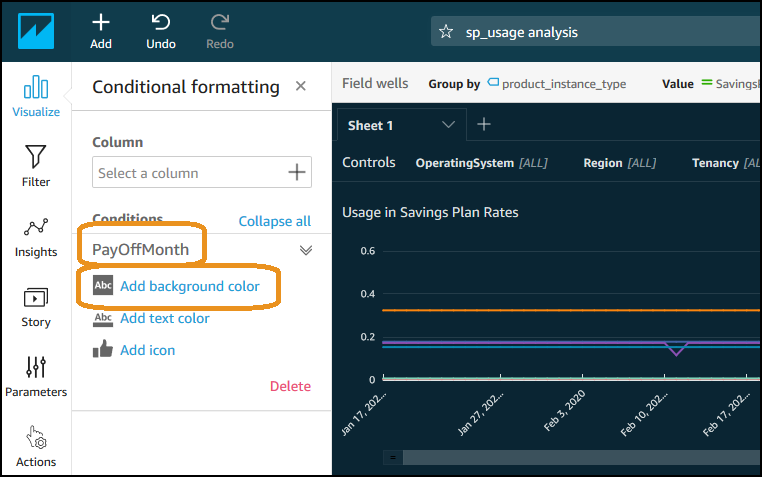 Add
Undo
Redo
sp_usage analysis
Visualize
Filter
Insights
Story
Parameters
Actions
Conditional formatting
Column
Select a column
Conditions
Collapse all
PayOffMonth
Abc Add background color
Abc Add text color
Add icon
Delete
Field wells Group by product_instance_type Value
Sheet 1
Controls OperatingSystem [ALL] Region [ALL] Tenancy
Usage in Savings Plan Rates
0.6
0.4
0.2
0
Jan 17, 202...
Jan 27, 2020
Feb 3, 2020
Feb 10, 202...
Feb 17, 202...